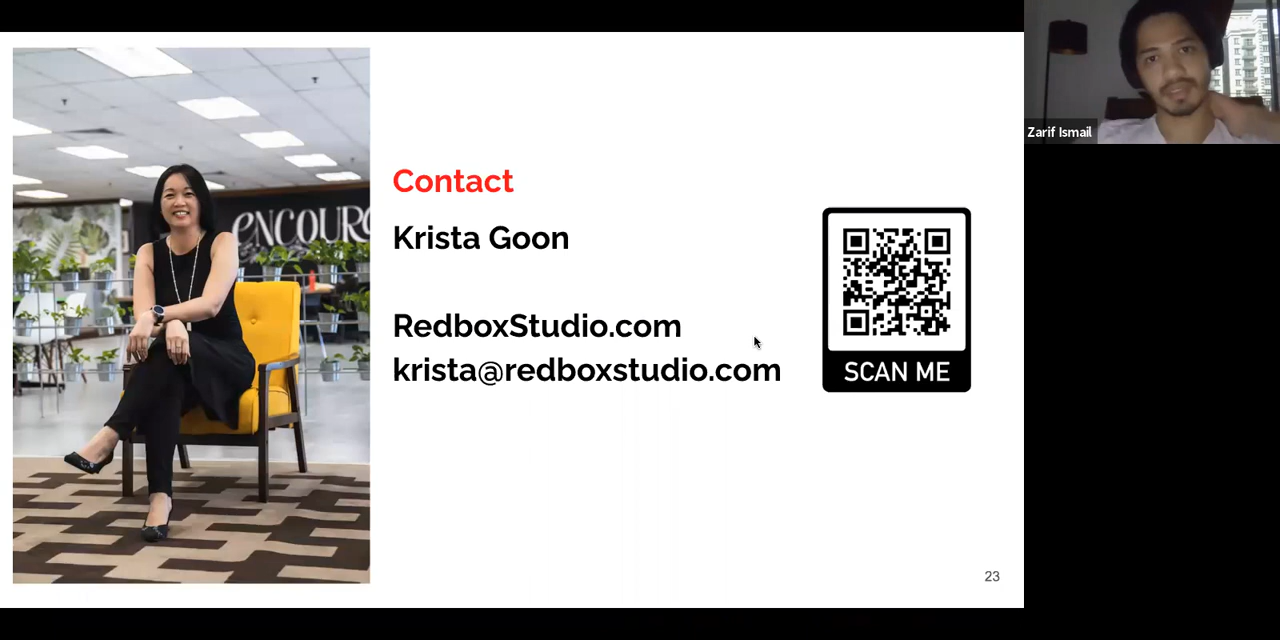 Contact
Krista Goon
RedboxStudio.com
krista@redboxstudio.com
SCAN ME
23
Zarif Ismail